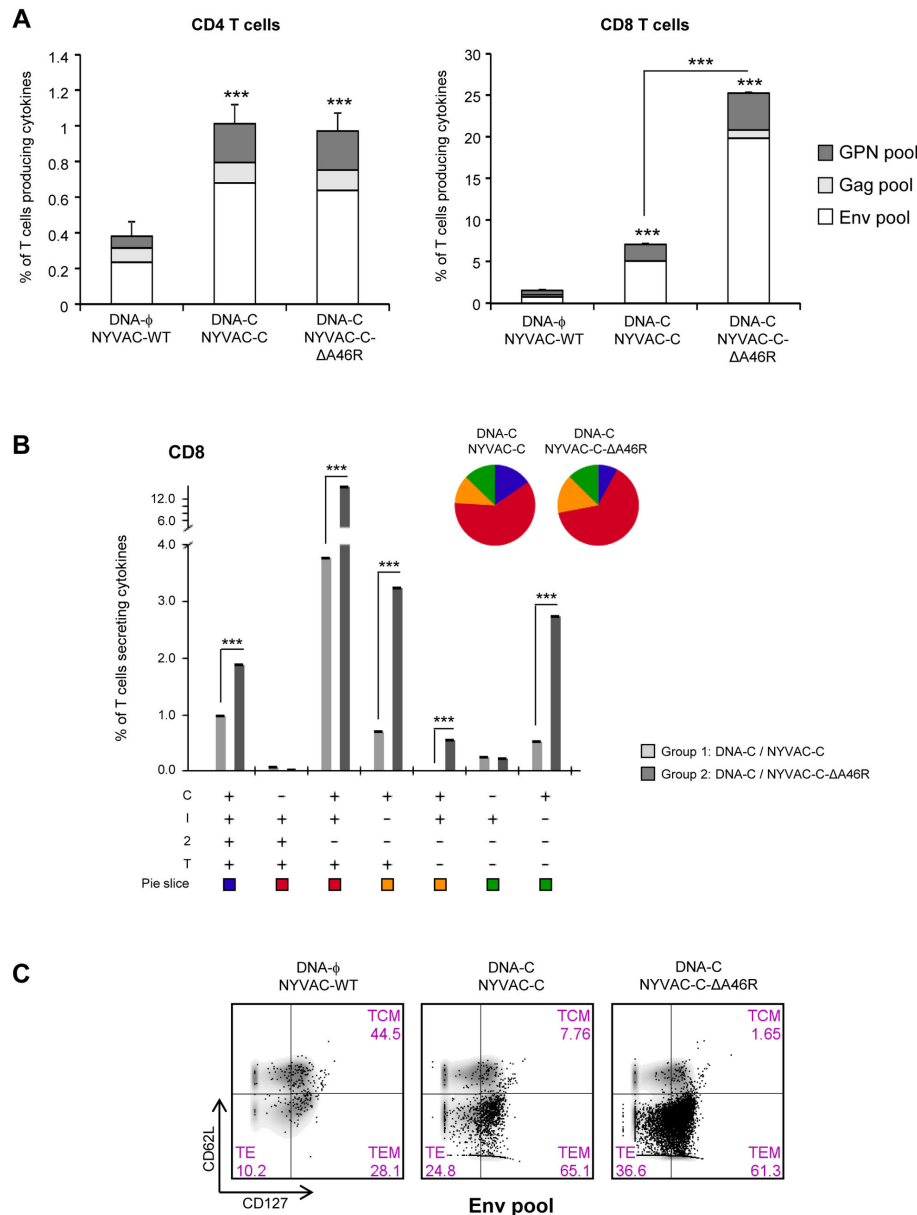 A
CD4 T cells
% of T cells producing cytokines
1.4
1.2
1
0.8
0.6
0.4
0.2
0
***
***
DNA-ϕ
NYVAC-WT
DNA-C
NYVAC-C
DNA-C
NYVAC-C-
ΔA46R
CD8 T cells
% of T cells producing cytokines
30
25
20
15
10
5
0
***
***
***
DNA-ϕ
NYVAC-WT
DNA-C
NYVAC-C
DNA-C
NYVAC-C-
ΔA46R
GPN pool
Gag pool
Env pool
B
CD8
DNA-C
NYVAC-C
DNA-C
NYVAC-C-ΔA46R
% of T cells secreting cytokines
12.0
6.0
4.0
3.0
2.0
1.0
0.0
***
***
***
***
***
Group 1: DNA-C / NYVAC-C
Group 2: DNA-C / NYVAC-C-ΔA46R
C + – + + + – +
I + + + – + + –
2 + + – – – – –
T + + + + – – –
Pie slice
C
DNA-ϕ
NYVAC-WT
DNA-C
NYVAC-C
DNA-C
NYVAC-C-ΔA46R
TCM
44.5
TE
10.2
TEM
28.1
TCM
7.76
TE
24.8
TEM
65.1
TCM
1.65
TE
36.6
TEM
61.3
CD62L
CD127
Env pool